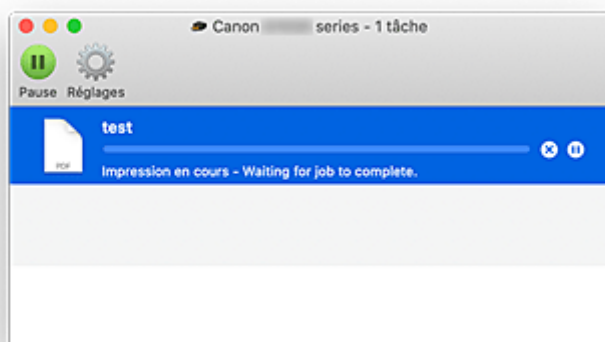 Canon series - 1 tâche
Pause Réglages
test
PDF
Impression en cours - Waiting for job to complete.